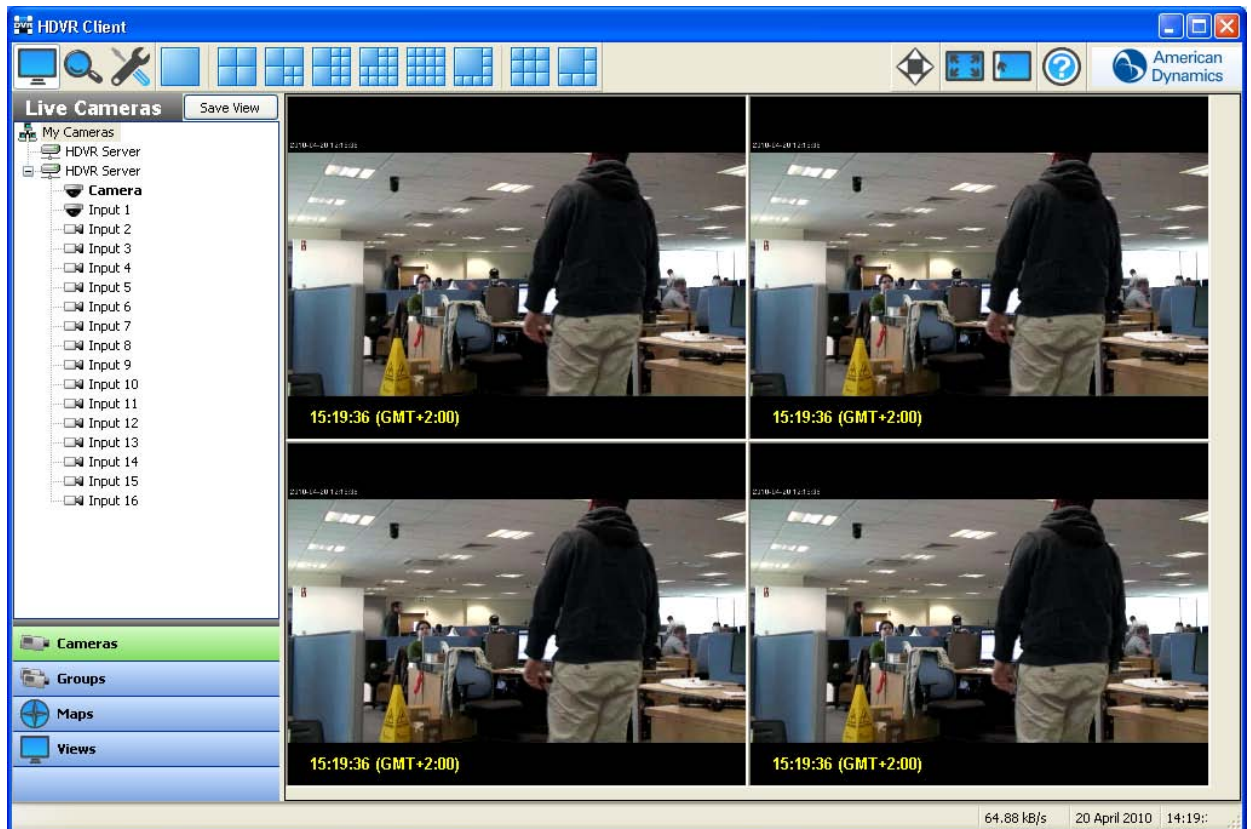 HDVR Client
American
Dynamics
Live Cameras
Save View
My Cameras
HDVR Server
HDVR Server
Camera
Input 1
Input 2
Input 3
Input 4
Input 5
Input 6
Input 7
Input 8
Input 9
Input 10
Input 11
Input 12
Input 13
Input 14
Input 15
Input 16
Cameras
Groups
Maps
Views
15:19:36 (GMT+2:00)
15:19:36 (GMT+2:00)
15:19:36 (GMT+2:00)
15:19:36 (GMT+2:00)
64.88 kB/s
20 April 2010
14:19: